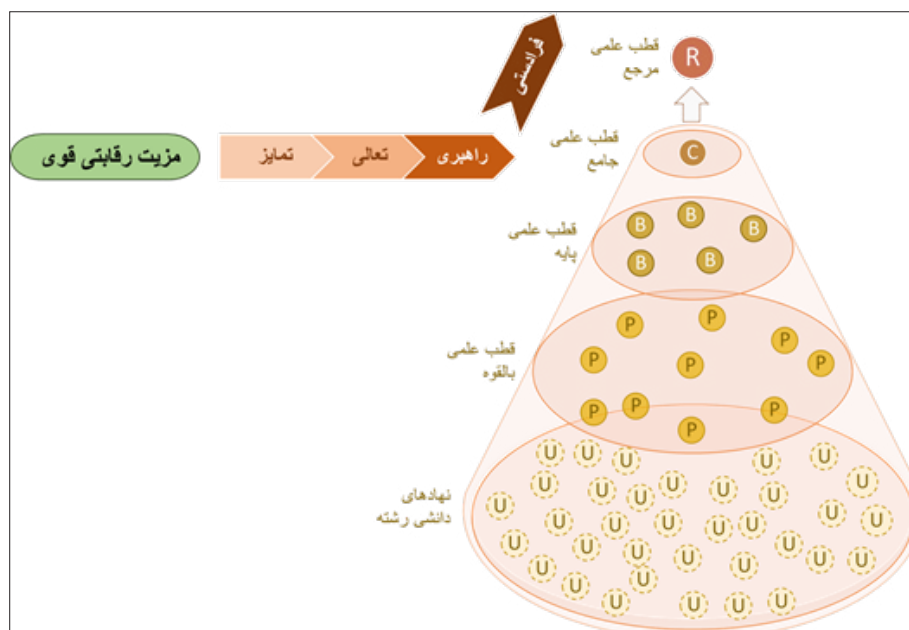 قطب علمی
مرجع
R
فرادستی
قطب علمی
جامع
C
راهبری
تعالی
تمایز
مزیت رقابتی قوی
قطب علمی
پایه
B B B
B B
قطب علمی
بالقوه
P P
P P P P
P P P
P
نهادهای
دانشی رشته
U U U U U U
U U U U U U U U U
U U U U U
U U U U U U U U
U U U
U U U U